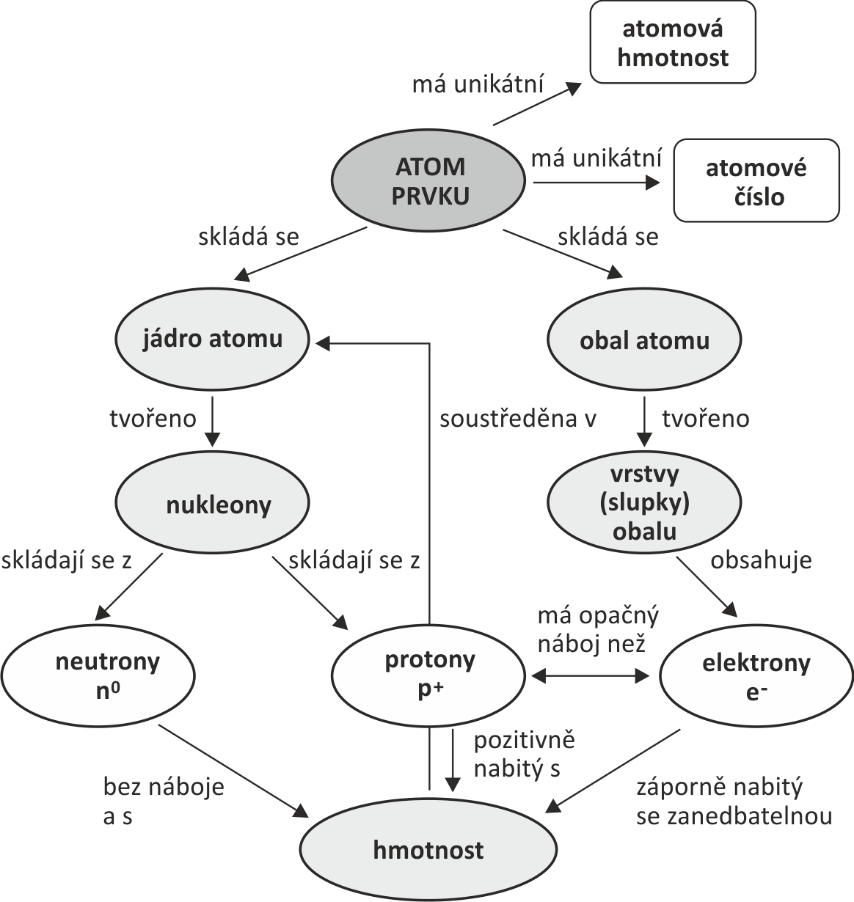 atomová
hmotnost
má unikátní
má unikátní
ATOM
PRVKU
atomové
číslo
skládá se
skládá se
jádro atomu
obal atomu
tvořeno
soustředěna v
tvořeno
nukleony
vrstvy
(slupky)
obalu
skládají se z
skládají se z
obsahuje
má opačný
náboj než
neutrony
n⁰
protony
p⁺
elektrony
e⁻
pozitivně
nabitý s
bez náboje
a s
záporně nabitý
se zanedbatelnou
hmotnost